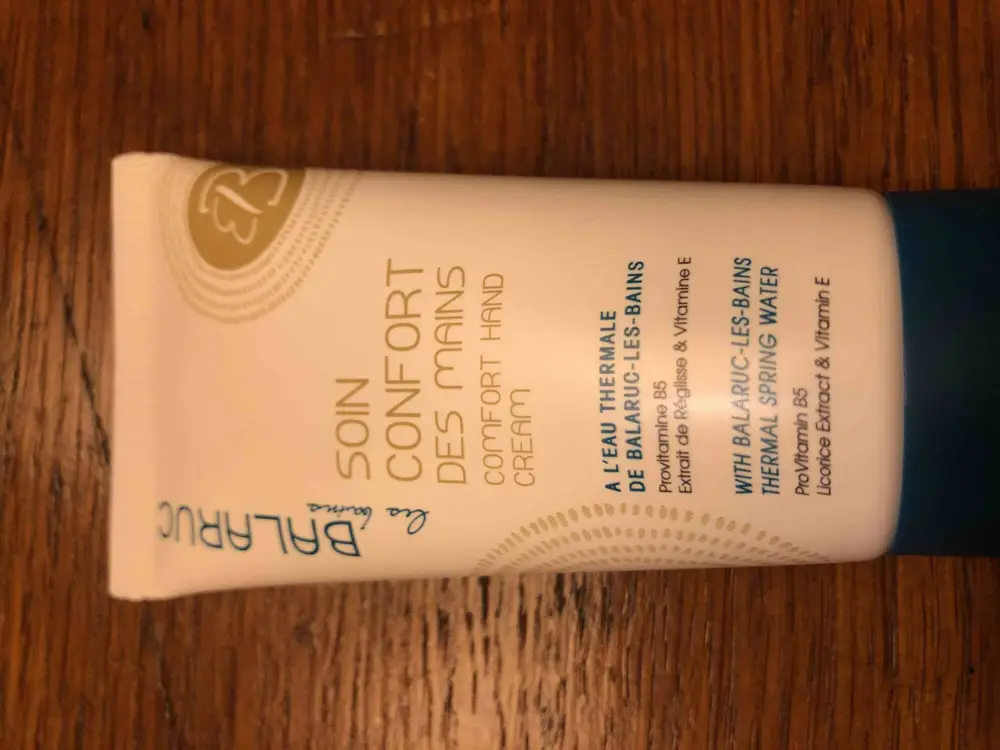 B
BALARUC
les bains
SOIN
CONFORT
DES MAINS
COMFORT HAND
CREAM
A L'EAU THERMALE
DE BALARUC-LES-BAINS
Provitamine B5
Extrait de Réglisse & Vitamine E
WITH BALARUC-LES-BAINS
THERMAL SPRING WATER
ProVitamin B5
Licorice Extract & Vitamin E